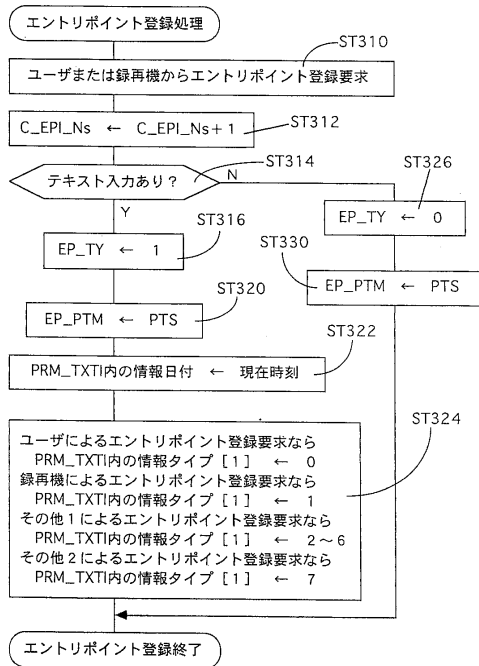 エントリポイント登録処理
ST310
ユーザまたは録再機からエントリポイント登録要求
C_EPI_Ns ← C_EPI_Ns+1
ST312
ST314
テキスト入力あり?
N
Y
ST326
EP_TY ← 0
ST316
EP_TY ← 1
ST330
EP_PTM ← PTS
ST320
EP_PTM ← PTS
ST322
PRM_TXTI内の情報日付 ← 現在時刻
ST324
ユーザによるエントリポイント登録要求なら
PRM_TXTI内の情報タイプ[1] ← 0
録再機によるエントリポイント登録要求なら
PRM_TXTI内の情報タイプ[1] ← 1
その他1によるエントリポイント登録要求なら
PRM_TXTI内の情報タイプ[1] ← 2~6
その他2によるエントリポイント登録要求なら
PRM_TXTI内の情報タイプ[1] ← 7
エントリポイント登録終了